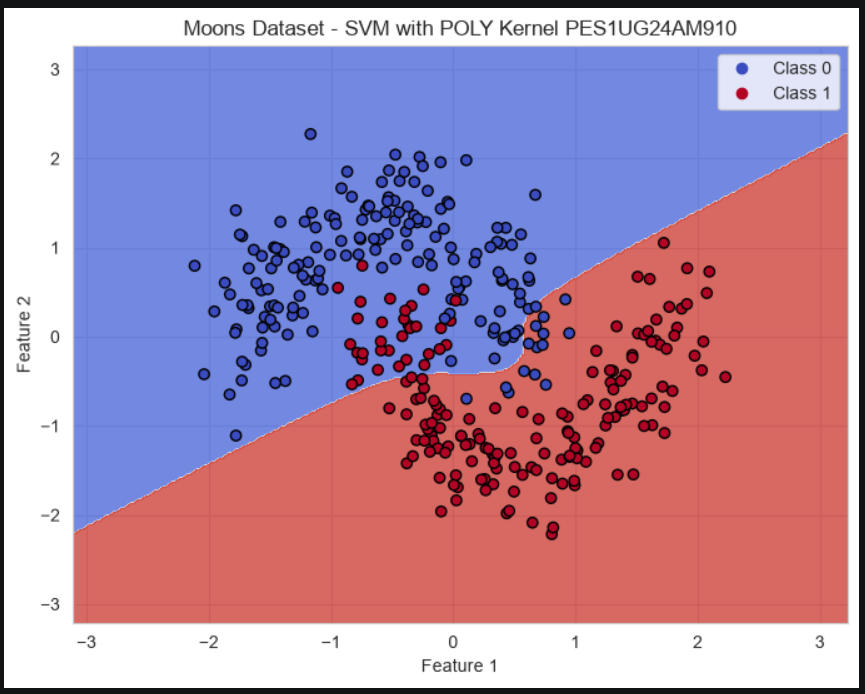 Moons Dataset - SVM with POLY Kernel PES1UG24AM910
Class 0
Class 1
3
2
1
0
−1
−2
−3
Feature 2
−3 −2 −1 0 1 2 3
Feature 1